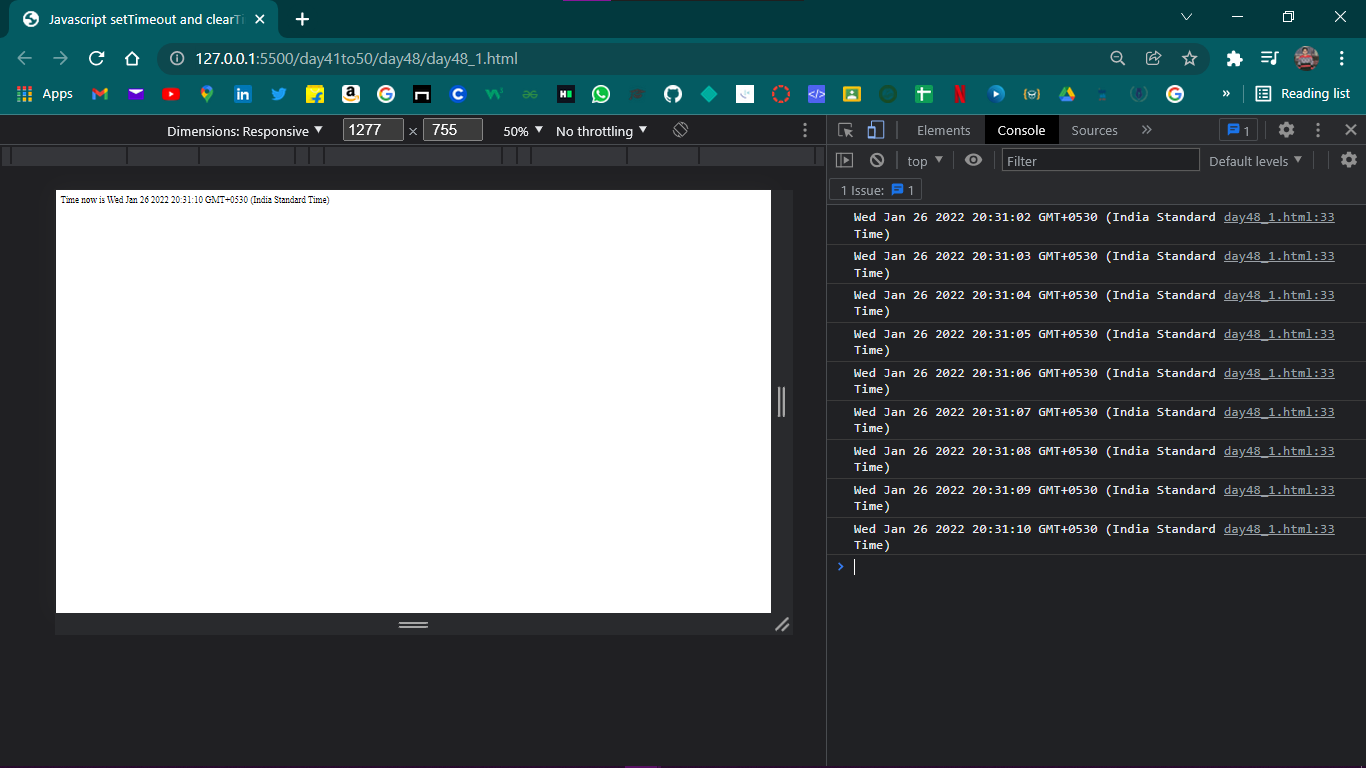 Javascript setTimeout and clearTi
127.0.0.1:5500/day41to50/day48/day48_1.html
Apps
Reading list
Dimensions: Responsive 1277 × 755 50% No throttling
Elements Console Sources 1
top Filter Default levels
1 Issue: 1
Time now is Wed Jan 26 2022 20:31:10 GMT+0530 (India Standard Time)
Wed Jan 26 2022 20:31:02 GMT+0530 (India Standard day48_1.html:33
Time)
Wed Jan 26 2022 20:31:03 GMT+0530 (India Standard day48_1.html:33
Time)
Wed Jan 26 2022 20:31:04 GMT+0530 (India Standard day48_1.html:33
Time)
Wed Jan 26 2022 20:31:05 GMT+0530 (India Standard day48_1.html:33
Time)
Wed Jan 26 2022 20:31:06 GMT+0530 (India Standard day48_1.html:33
Time)
Wed Jan 26 2022 20:31:07 GMT+0530 (India Standard day48_1.html:33
Time)
Wed Jan 26 2022 20:31:08 GMT+0530 (India Standard day48_1.html:33
Time)
Wed Jan 26 2022 20:31:09 GMT+0530 (India Standard day48_1.html:33
Time)
Wed Jan 26 2022 20:31:10 GMT+0530 (India Standard day48_1.html:33
Time)